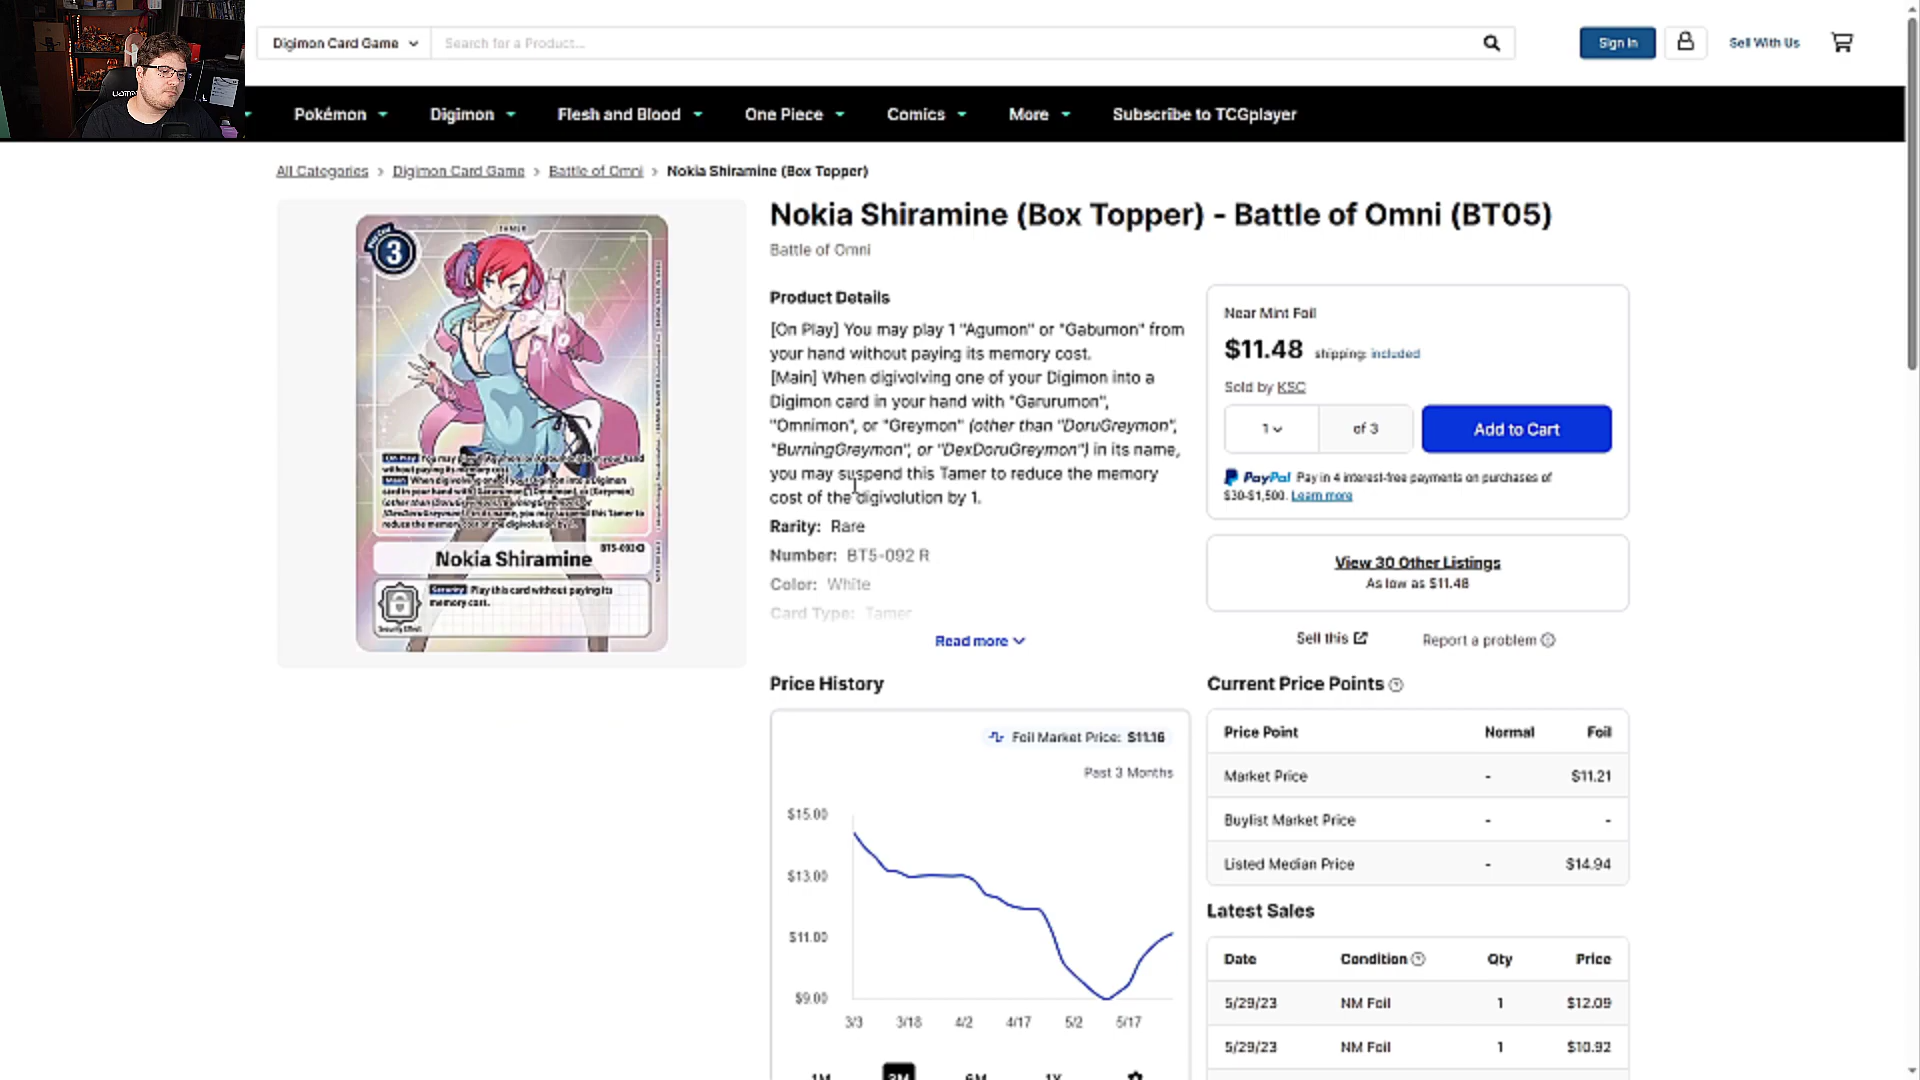 Digimon Card Game
Search for a Product...
Sign In
Sell With Us
Pokémon
Digimon
Flesh and Blood
One Piece
Comics
More
Subscribe to TCGplayer
All Categories > Digimon Card Game > Battle of Omni > Nokia Shiramine (Box Topper)
3
TAMER
Nokia Shiramine
BT5-092 R
Security Play this card without paying its
memory cost.
Security Effect
Nokia Shiramine (Box Topper) - Battle of Omni (BT05)
Battle of Omni
Product Details
[On Play] You may play 1 "Agumon" or "Gabumon" from
your hand without paying its memory cost.
[Main] When digivolving one of your Digimon into a
Digimon card in your hand with "Garurumon",
"Omnimon", or "Greymon" (other than "DoruGreymon",
"BurningGreymon", or "DexDoruGreymon") in its name,
you may suspend this Tamer to reduce the memory
cost of the digivolution by 1.
Rarity: Rare
Number: BT5-092 R
Color: White
Card Type: Tamer
Read more
Near Mint Foil
$11.48 shipping: included
Sold by KSC
1 of 3
Add to Cart
PayPal Pay in 4 interest-free payments on purchases of
$30-$1,500. Learn more
View 30 Other Listings
As low as $11.48
Sell this
Report a problem
Price History
Foil Market Price: $11.16
Past 3 Months
$15.00
$13.00
$11.00
$9.00
3/3 3/18 4/2 4/17 5/2 5/17
1M 3M 6M 1Y
Current Price Points
Price Point Normal Foil
Market Price - $11.21
Buylist Market Price - -
Listed Median Price - $14.94
Latest Sales
Date Condition Qty Price
5/29/23 NM Foil 1 $12.09
5/29/23 NM Foil 1 $10.92